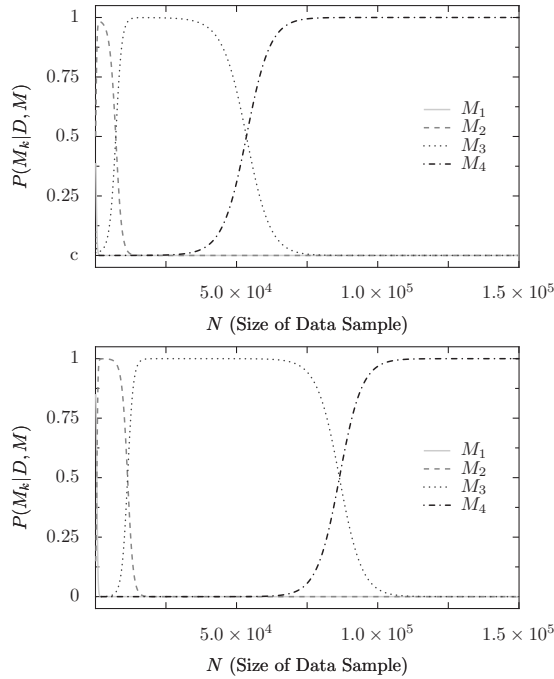 1
0.75
0.5
0.25
c
P(M_k|D, M)
M_1
M_2
M_3
M_4
5.0 × 10^4
1.0 × 10^5
1.5 × 10^5
N (Size of Data Sample)
1
0.75
0.5
0.25
0
P(M_k|D, M)
M_1
M_2
M_3
M_4
5.0 × 10^4
1.0 × 10^5
1.5 × 10^5
N (Size of Data Sample)